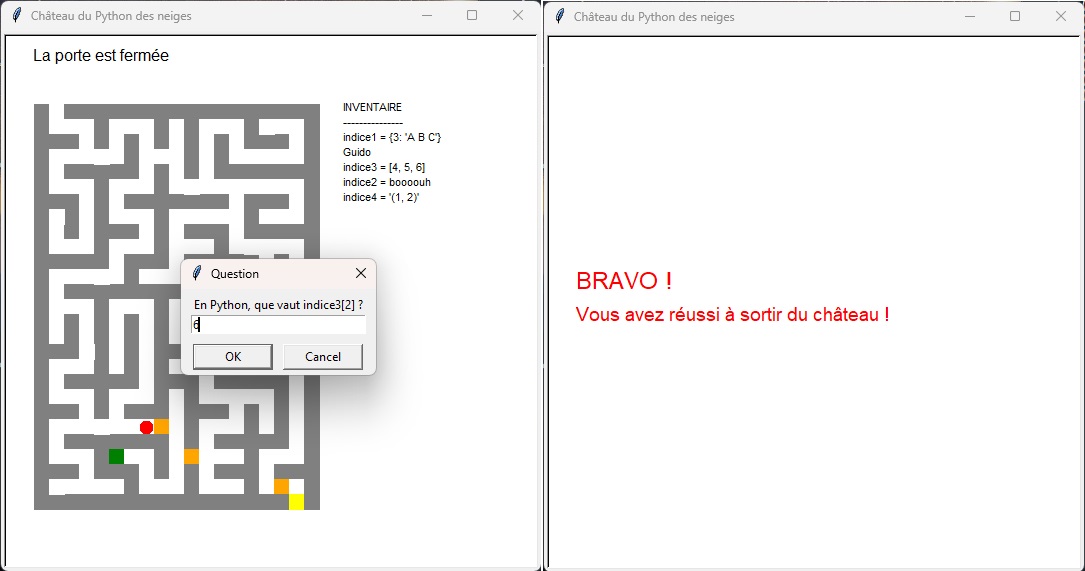 Château du Python des neiges
La porte est fermée
INVENTAIRE
---------------
indice1 = {3: 'A B C'}
Guido
indice3 = [4, 5, 6]
indice2 = boooouh
indice4 = '(1, 2)'
Question
En Python, que vaut indice3[2] ?
6
OK
Cancel
Château du Python des neiges
BRAVO !
Vous avez réussi à sortir du château !